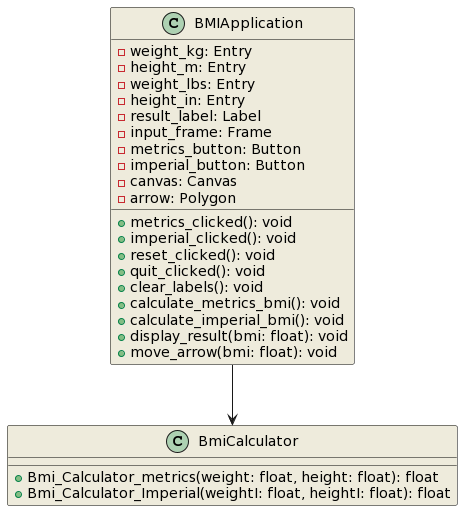 C BMIApplication
weight_kg: Entry
height_m: Entry
weight_lbs: Entry
height_in: Entry
result_label: Label
input_frame: Frame
metrics_button: Button
imperial_button: Button
canvas: Canvas
arrow: Polygon
metrics_clicked(): void
imperial_clicked(): void
reset_clicked(): void
quit_clicked(): void
clear_labels(): void
calculate_metrics_bmi(): void
calculate_imperial_bmi(): void
display_result(bmi: float): void
move_arrow(bmi: float): void
C BmiCalculator
Bmi_Calculator_metrics(weight: float, height: float): float
Bmi_Calculator_Imperial(weightI: float, heightI: float): float